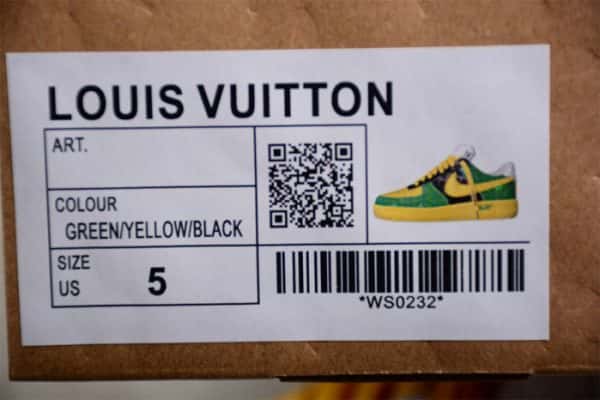 LOUIS VUITTON
ART.
COLOUR
GREEN/YELLOW/BLACK
SIZE
US 5
*WS0232*